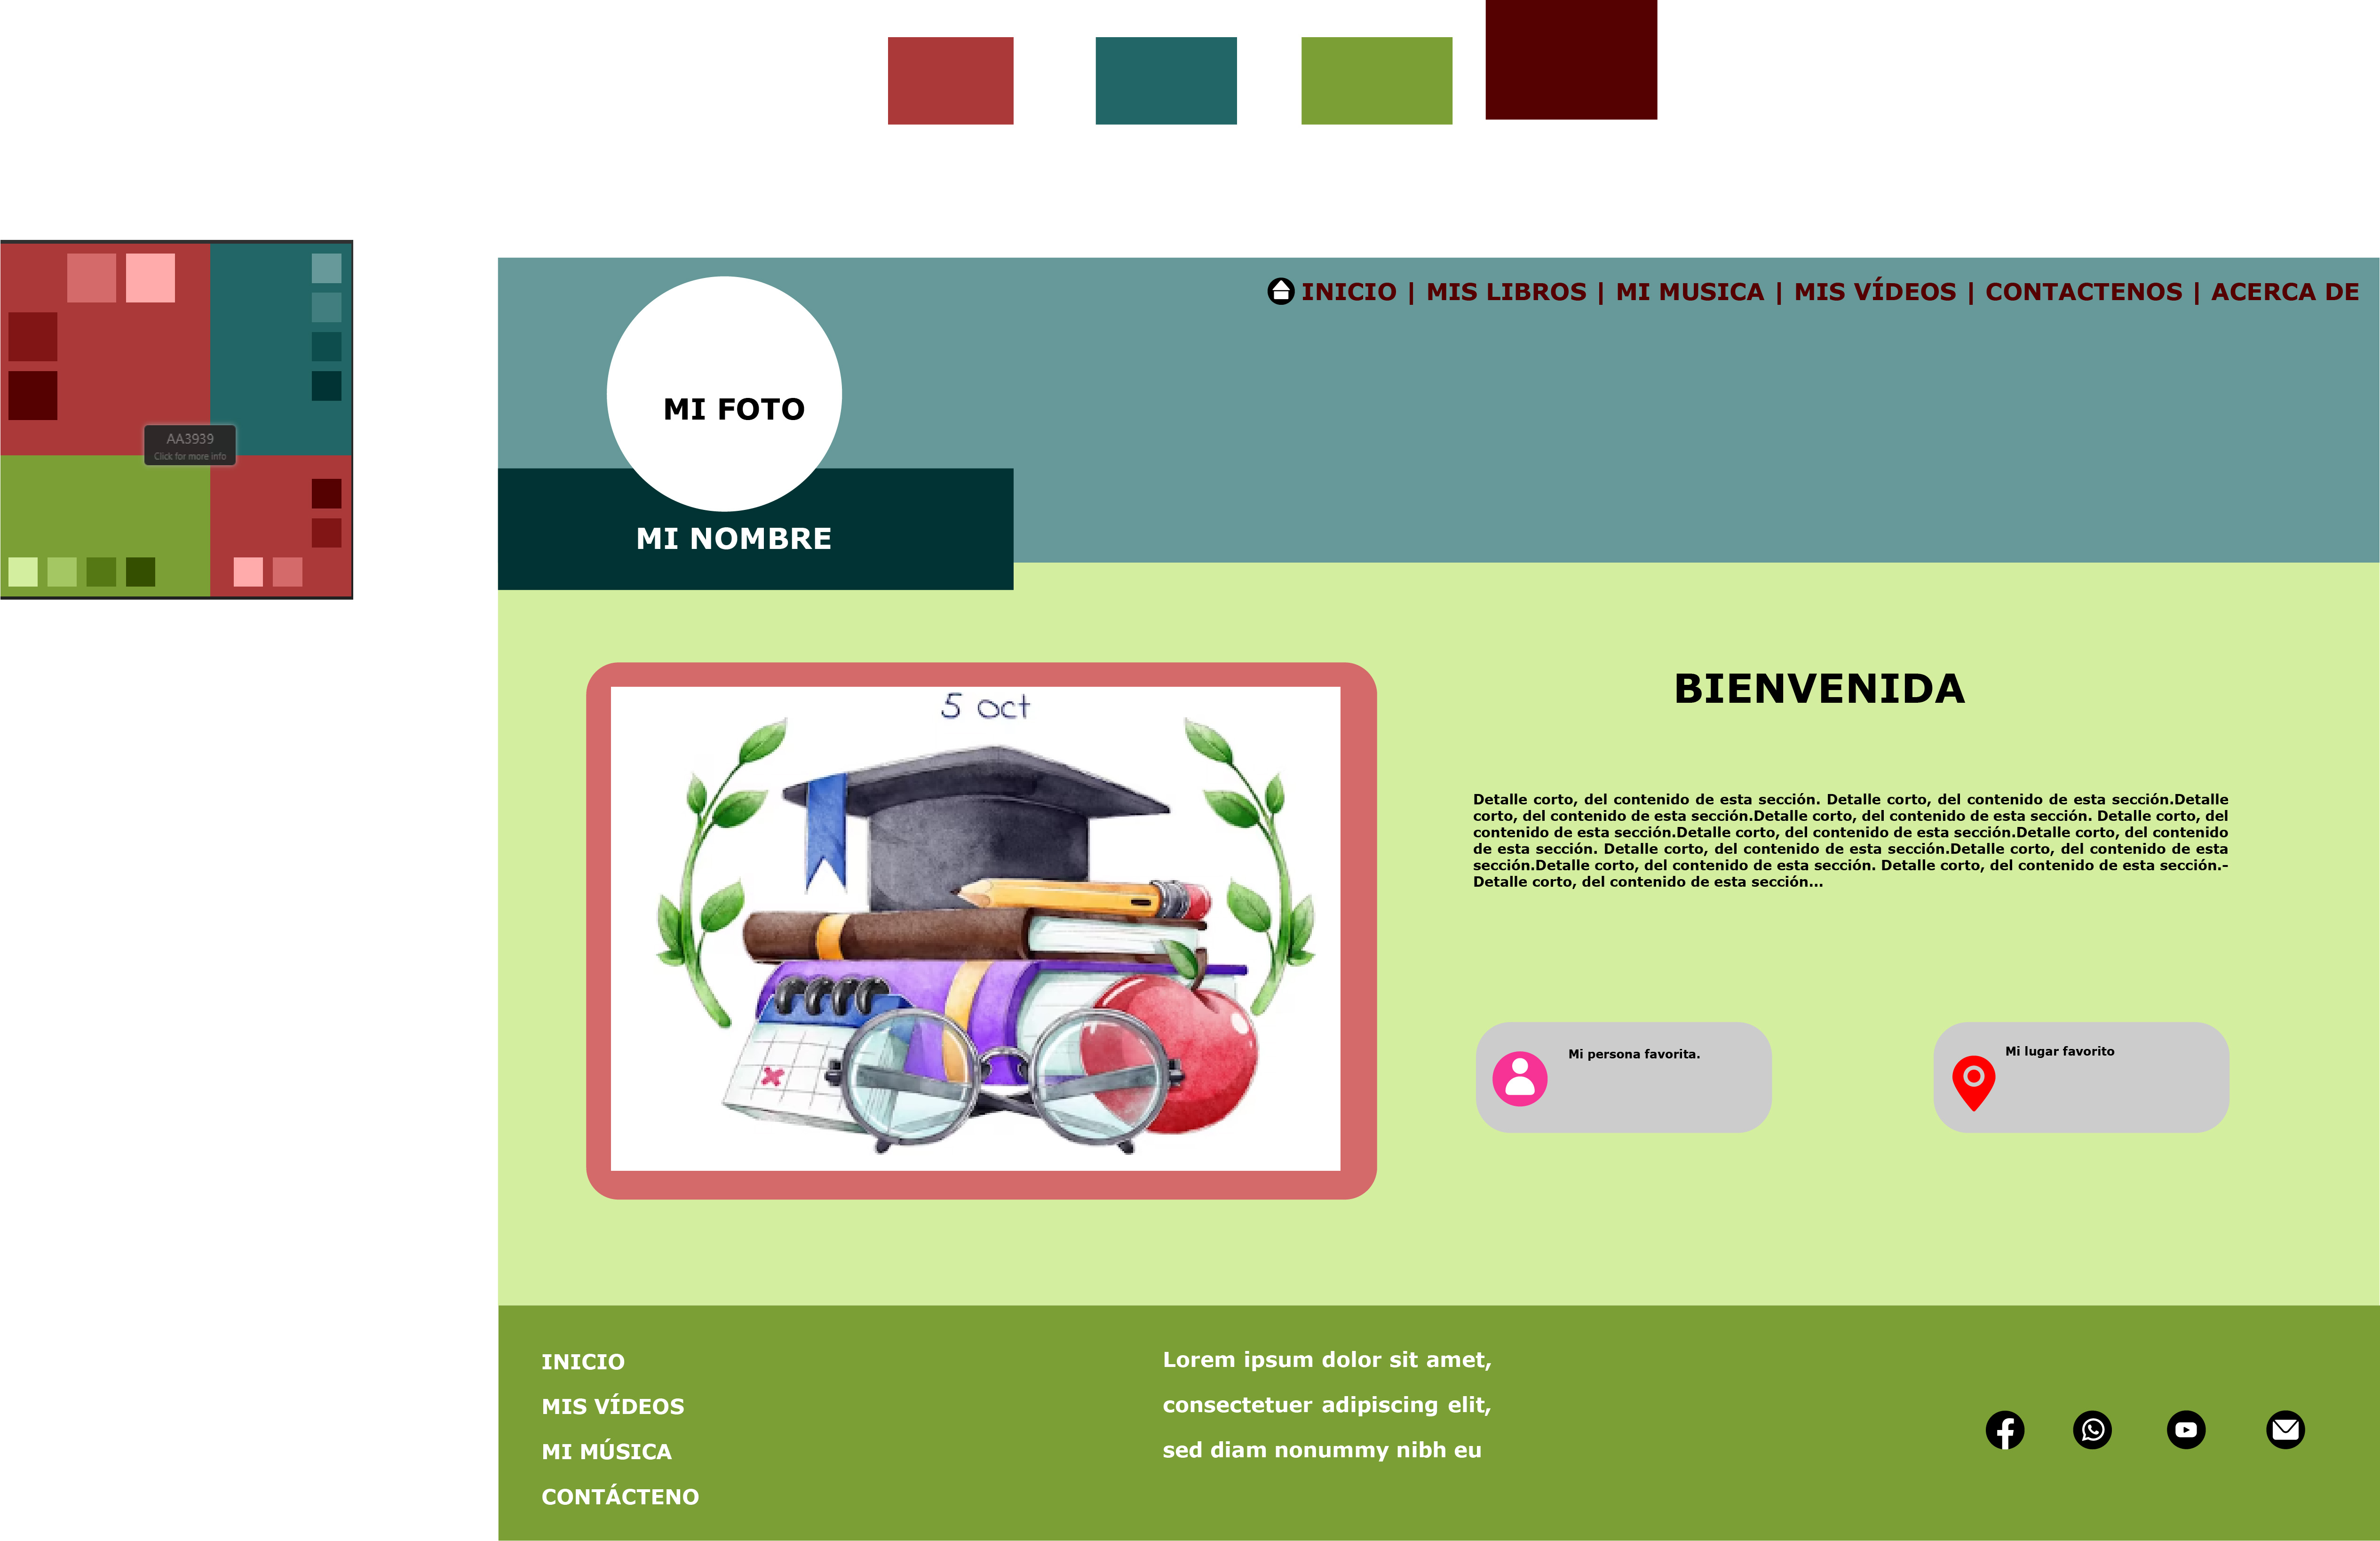 AA3939
Click for more info
INICIO | MIS LIBROS | MI MUSICA | MIS VÍDEOS | CONTACTENOS | ACERCA DE
MI FOTO
MI NOMBRE
5 oct
BIENVENIDA
Detalle corto, del contenido de esta sección. Detalle corto, del contenido de esta sección.Detalle
corto, del contenido de esta sección.Detalle corto, del contenido de esta sección. Detalle corto, del
contenido de esta sección.Detalle corto, del contenido de esta sección.Detalle corto, del contenido
de esta sección. Detalle corto, del contenido de esta sección.Detalle corto, del contenido de esta
sección.Detalle corto, del contenido de esta sección. Detalle corto, del contenido de esta sección.-
Detalle corto, del contenido de esta sección...
Mi persona favorita.
Mi lugar favorito
INICIO
MIS VÍDEOS
MI MÚSICA
CONTÁCTENO
Lorem ipsum dolor sit amet,
consectetuer adipiscing elit,
sed diam nonummy nibh eu